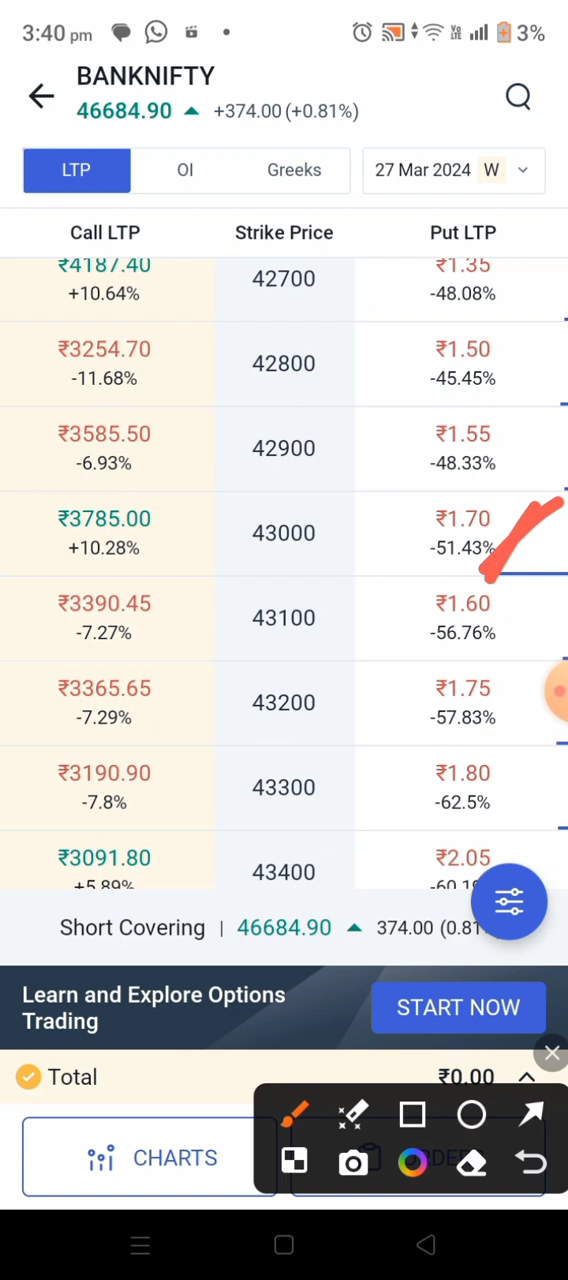 3:40 pm
3%
BANKNIFTY
46684.90 ▲ +374.00 (+0.81%)
LTP OI Greeks 27 Mar 2024 W
Call LTP Strike Price Put LTP
₹4187.40 42700 ₹1.35
+10.64% -48.08%
₹3254.70 42800 ₹1.50
-11.68% -45.45%
₹3585.50 42900 ₹1.55
-6.93% -48.33%
₹3785.00 43000 ₹1.70
+10.28% -51.43%
₹3390.45 43100 ₹1.60
-7.27% -56.76%
₹3365.65 43200 ₹1.75
-7.29% -57.83%
₹3190.90 43300 ₹1.80
-7.8% -62.5%
₹3091.80 43400 ₹2.05
+5.89%
Short Covering | 46684.90 ▲ 374.00
Learn and Explore Options
Trading
START NOW
Total ₹0.00
CHARTS